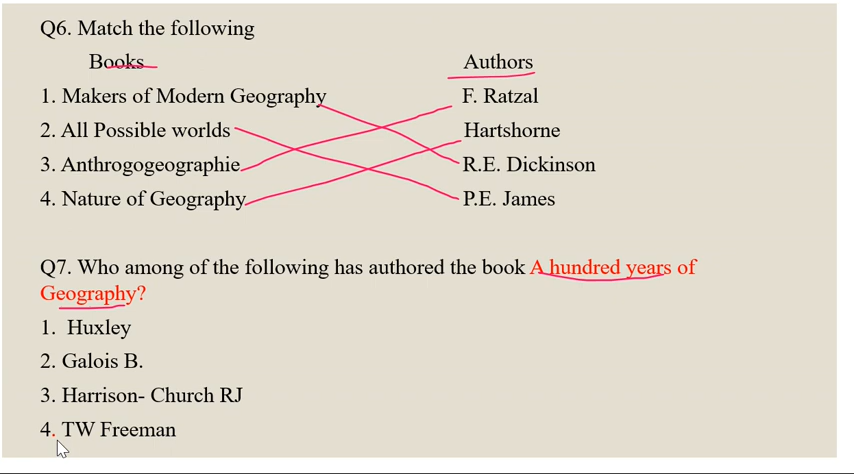 Q6. Match the following
Books Authors
1. Makers of Modern Geography F. Ratzal
2. All Possible worlds Hartshorne
3. Anthrogogeographie R.E. Dickinson
4. Nature of Geography P.E. James
Q7. Who among of the following has authored the book A hundred years of
Geography?
1. Huxley
2. Galois B.
3. Harrison- Church RJ
4. TW Freeman